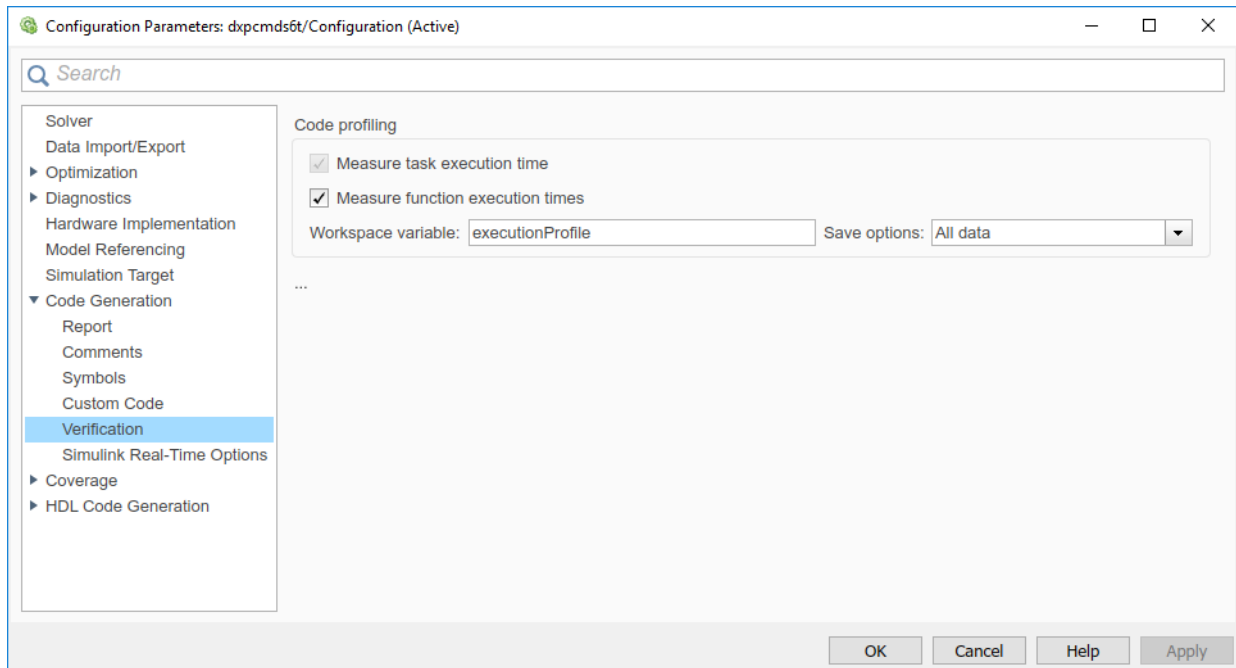 Configuration Parameters: dxpcmds6t/Configuration (Active)
Search
Solver
Data Import/Export
Optimization
Diagnostics
Hardware Implementation
Model Referencing
Simulation Target
Code Generation
Report
Comments
Symbols
Custom Code
Verification
Simulink Real-Time Options
Coverage
HDL Code Generation
Code profiling
Measure task execution time
Measure function execution times
Workspace variable: executionProfile Save options: All data
...
OK Cancel Help Apply